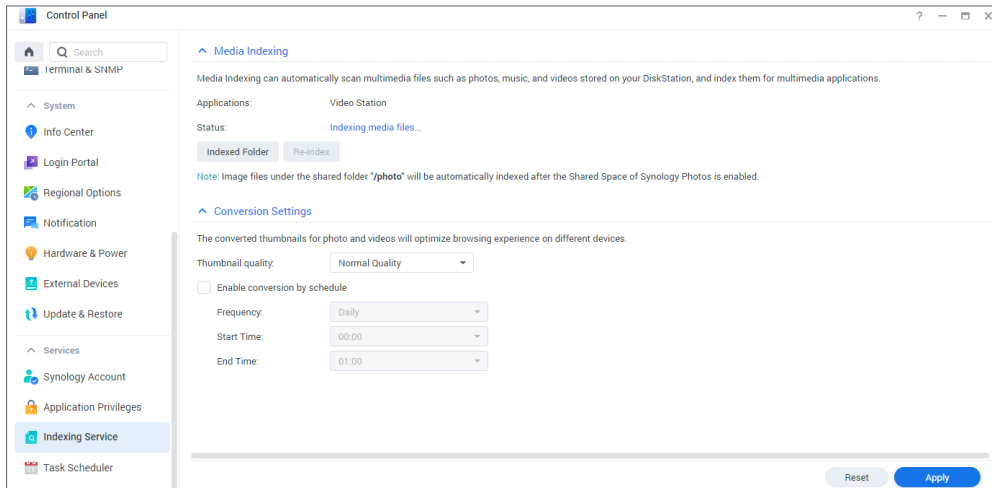 Control Panel
?
Search
Terminal & SNMP
System
Info Center
Login Portal
Regional Options
Notification
Hardware & Power
External Devices
Update & Restore
Services
Synology Account
Application Privileges
Indexing Service
Task Scheduler
Media Indexing
Media Indexing can automatically scan multimedia files such as photos, music, and videos stored on your DiskStation, and index them for multimedia applications.
Applications: Video Station
Status: Indexing media files...
Indexed Folder Re-index
Note: Image files under the shared folder "/photo" will be automatically indexed after the Shared Space of Synology Photos is enabled.
Conversion Settings
The converted thumbnails for photo and videos will optimize browsing experience on different devices.
Thumbnail quality: Normal Quality
Enable conversion by schedule
Frequency: Daily
Start Time: 00:00
End Time: 01:00
Reset Apply